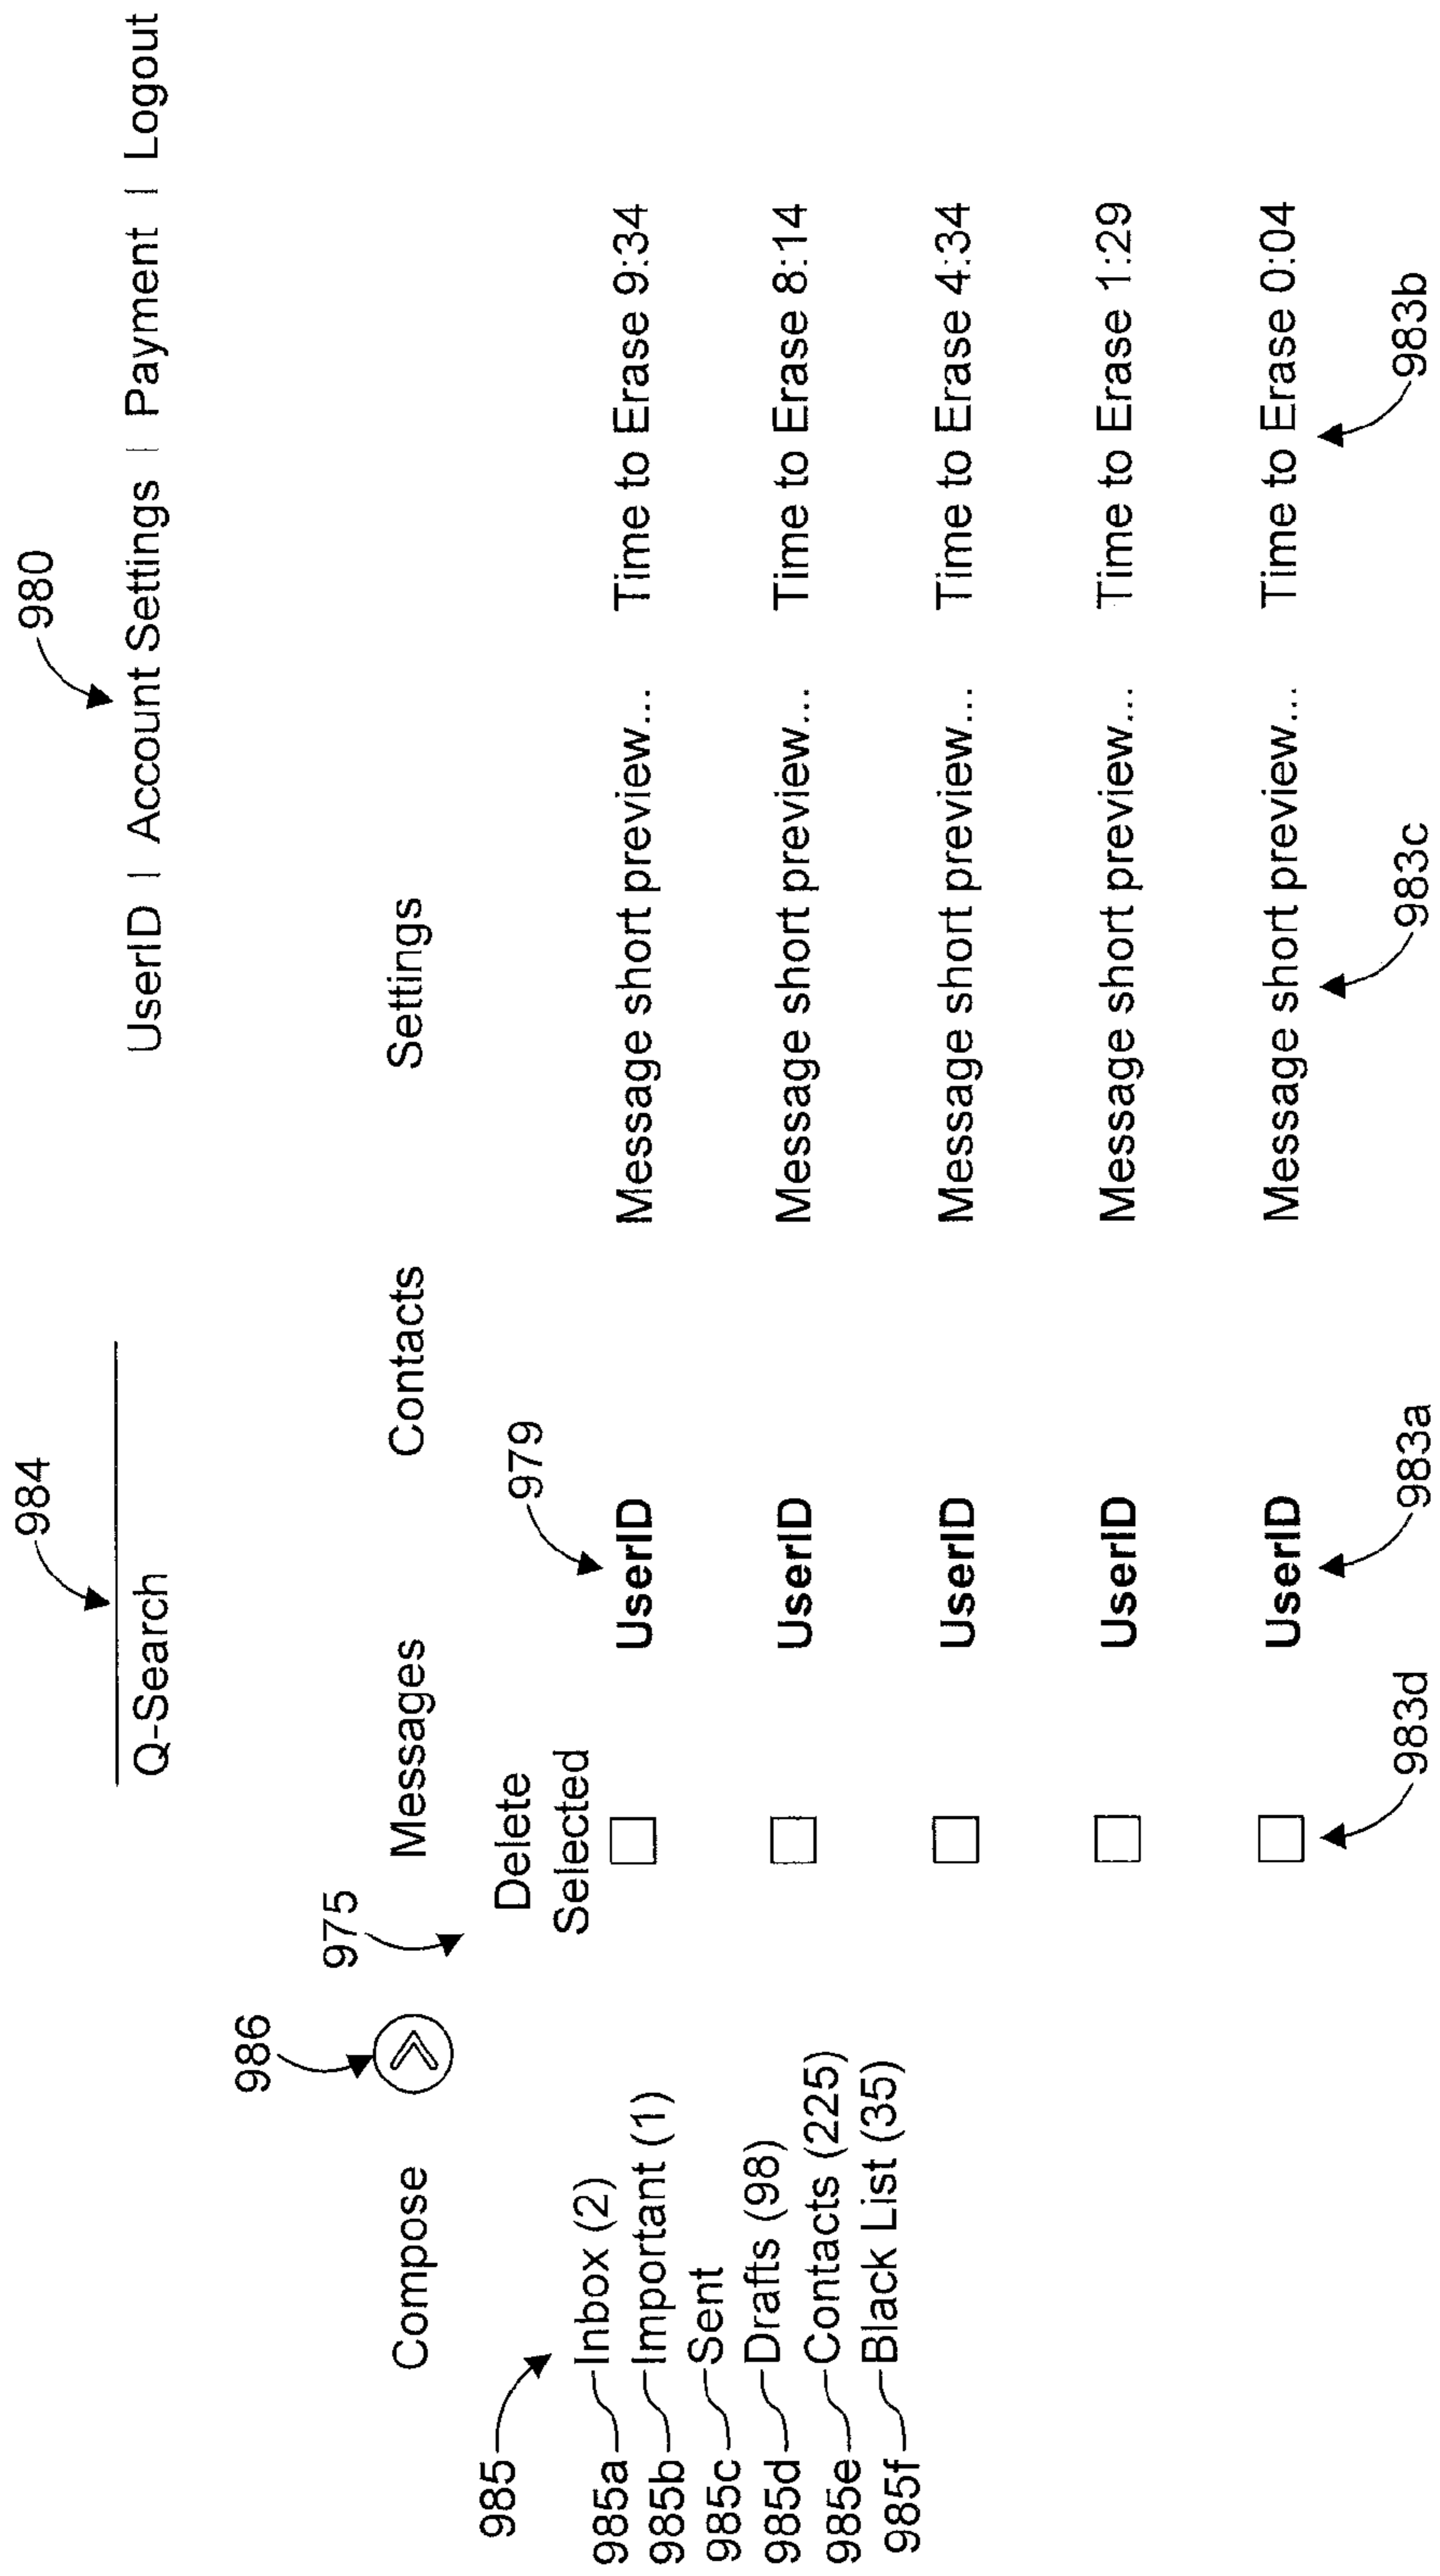 984
980
Q-Search
UserID | Account Settings | Payment | Logout
986
975
Compose
Messages
Contacts
Settings
985
Delete
Selected
979
985a Inbox (2)
985b Important (1)
985c Sent
985d Drafts (98)
985e Contacts (225)
985f Black List (35)
UserID Message short preview... Time to Erase 9:34
UserID Message short preview... Time to Erase 8:14
UserID Message short preview... Time to Erase 4:34
UserID Message short preview... Time to Erase 1:29
UserID Message short preview... Time to Erase 0:04
983d
983a
983c
983b